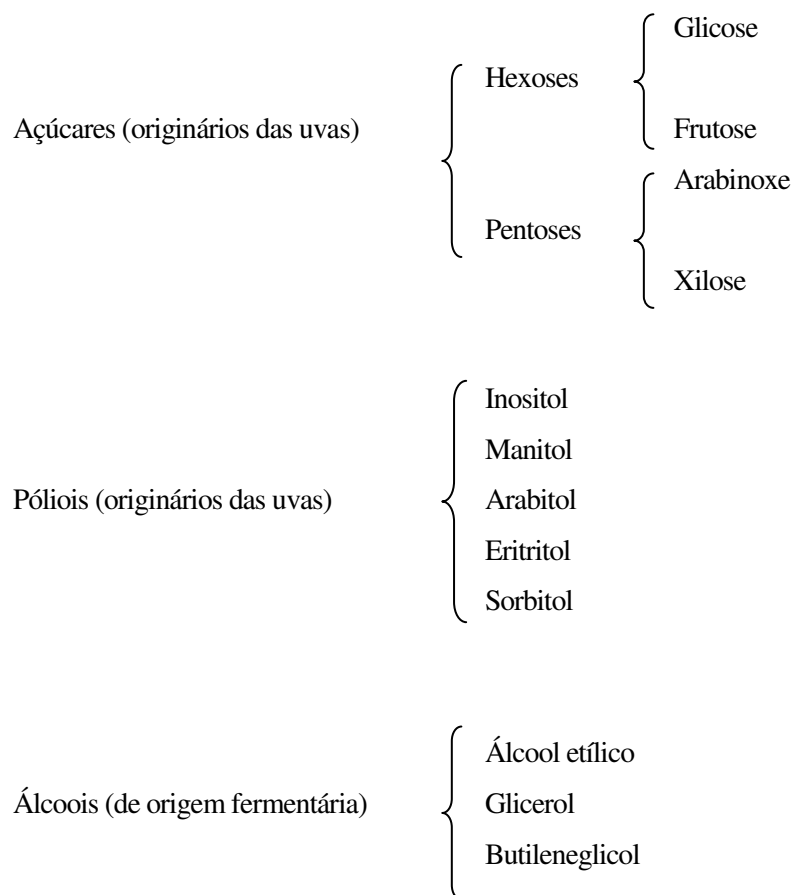 Glicose
Hexoses
Açúcares (originários das uvas)
Frutose
Arabinoxe
Pentoses
Xilose
Inositol
Manitol
Póliois (originários das uvas)
Arabitol
Eritritol
Sorbitol
Álcool etílico
Álcoois (de origem fermentária)
Glicerol
Butileneglicol